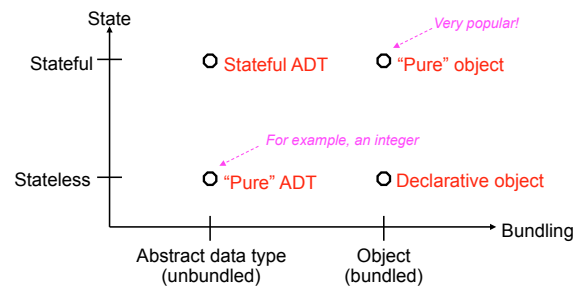 State
Very popular!
Stateful
Stateful ADT
“Pure” object
For example, an integer
Stateless
“Pure” ADT
Declarative object
Bundling
Abstract data type
(unbundled)
Object
(bundled)